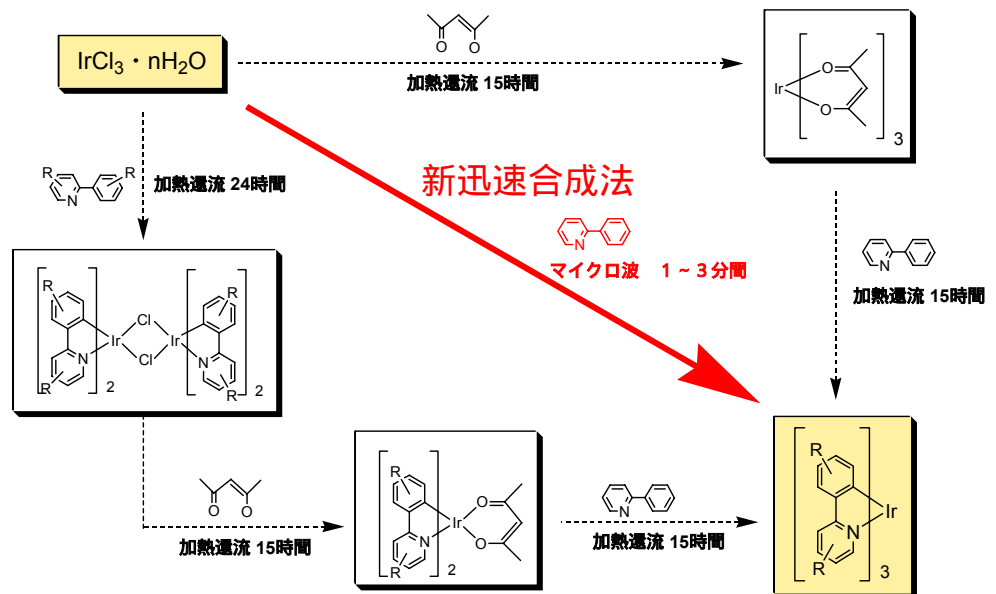 IrCl3・nH2O
O O
加熱還流 15時間
Ir
O
O
3
R
N
R
加熱還流 24時間
新迅速合成法
N
マイクロ波 1~3分間
N
加熱還流 15時間
R
N
R
2
Ir
Cl
Cl
Ir
R
N
R
2
O O
加熱還流 15時間
R
N
R
2
Ir
O
O
N
加熱還流 15時間
R
N
R
3
Ir